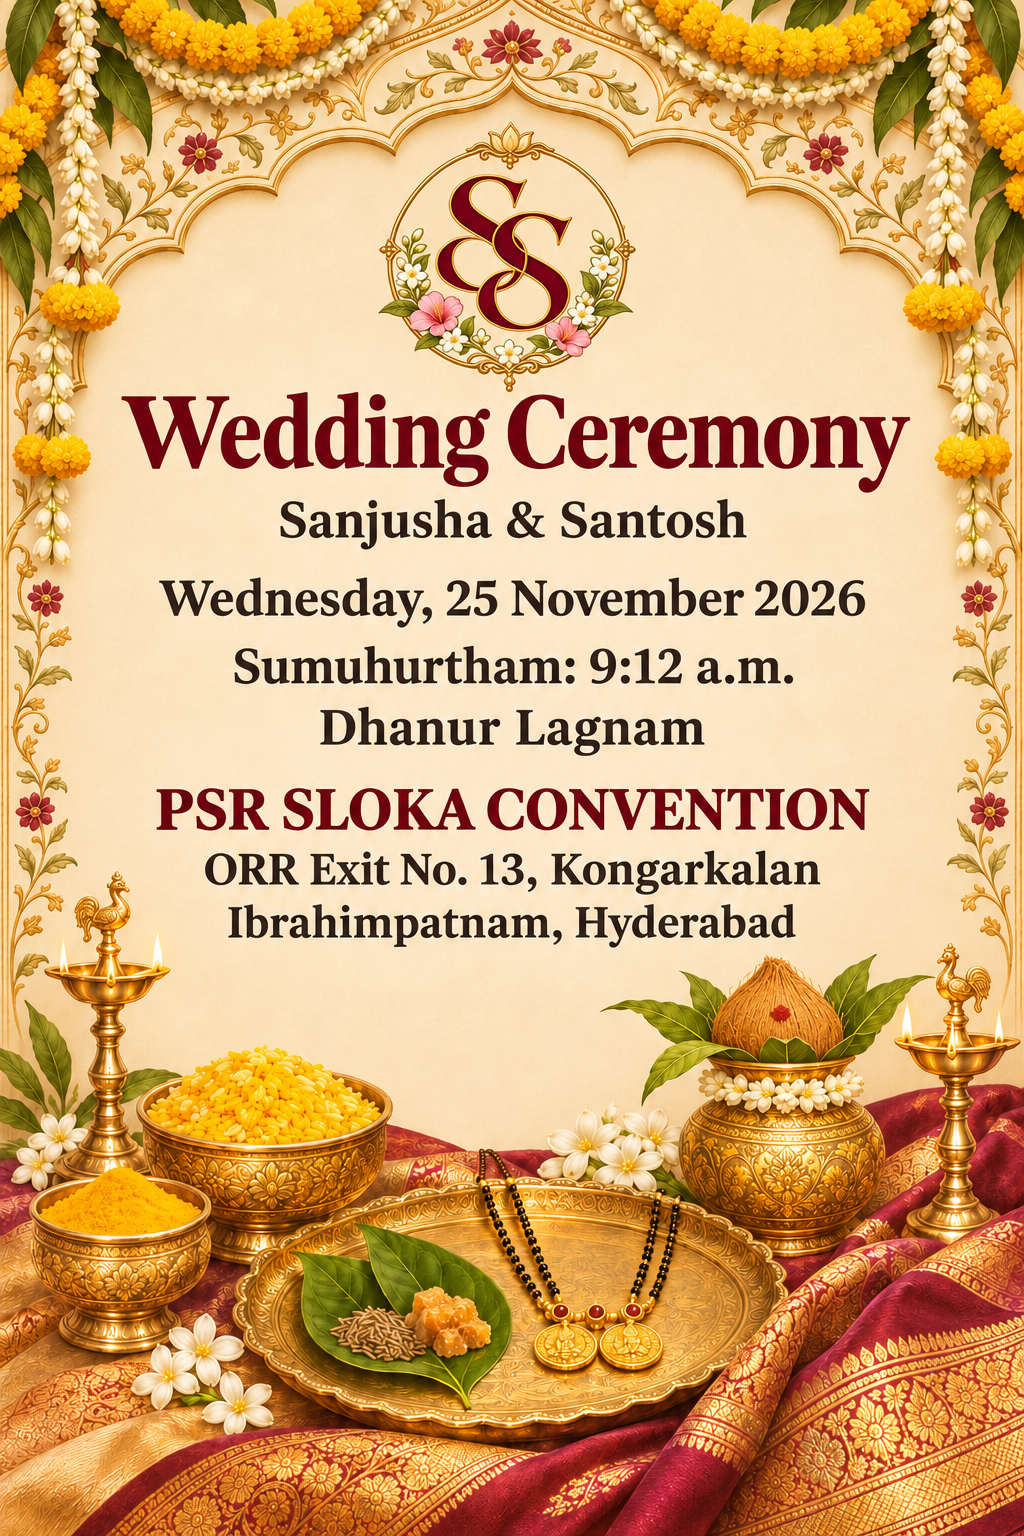 SS
Wedding Ceremony
Sanjusha & Santosh
Wednesday, 25 November 2026
Sumuhurtham: 9:12 a.m.
Dhanur Lagnam
PSR SLOKA CONVENTION
ORR Exit No. 13, Kongarkalan
Ibrahimpatnam, Hyderabad